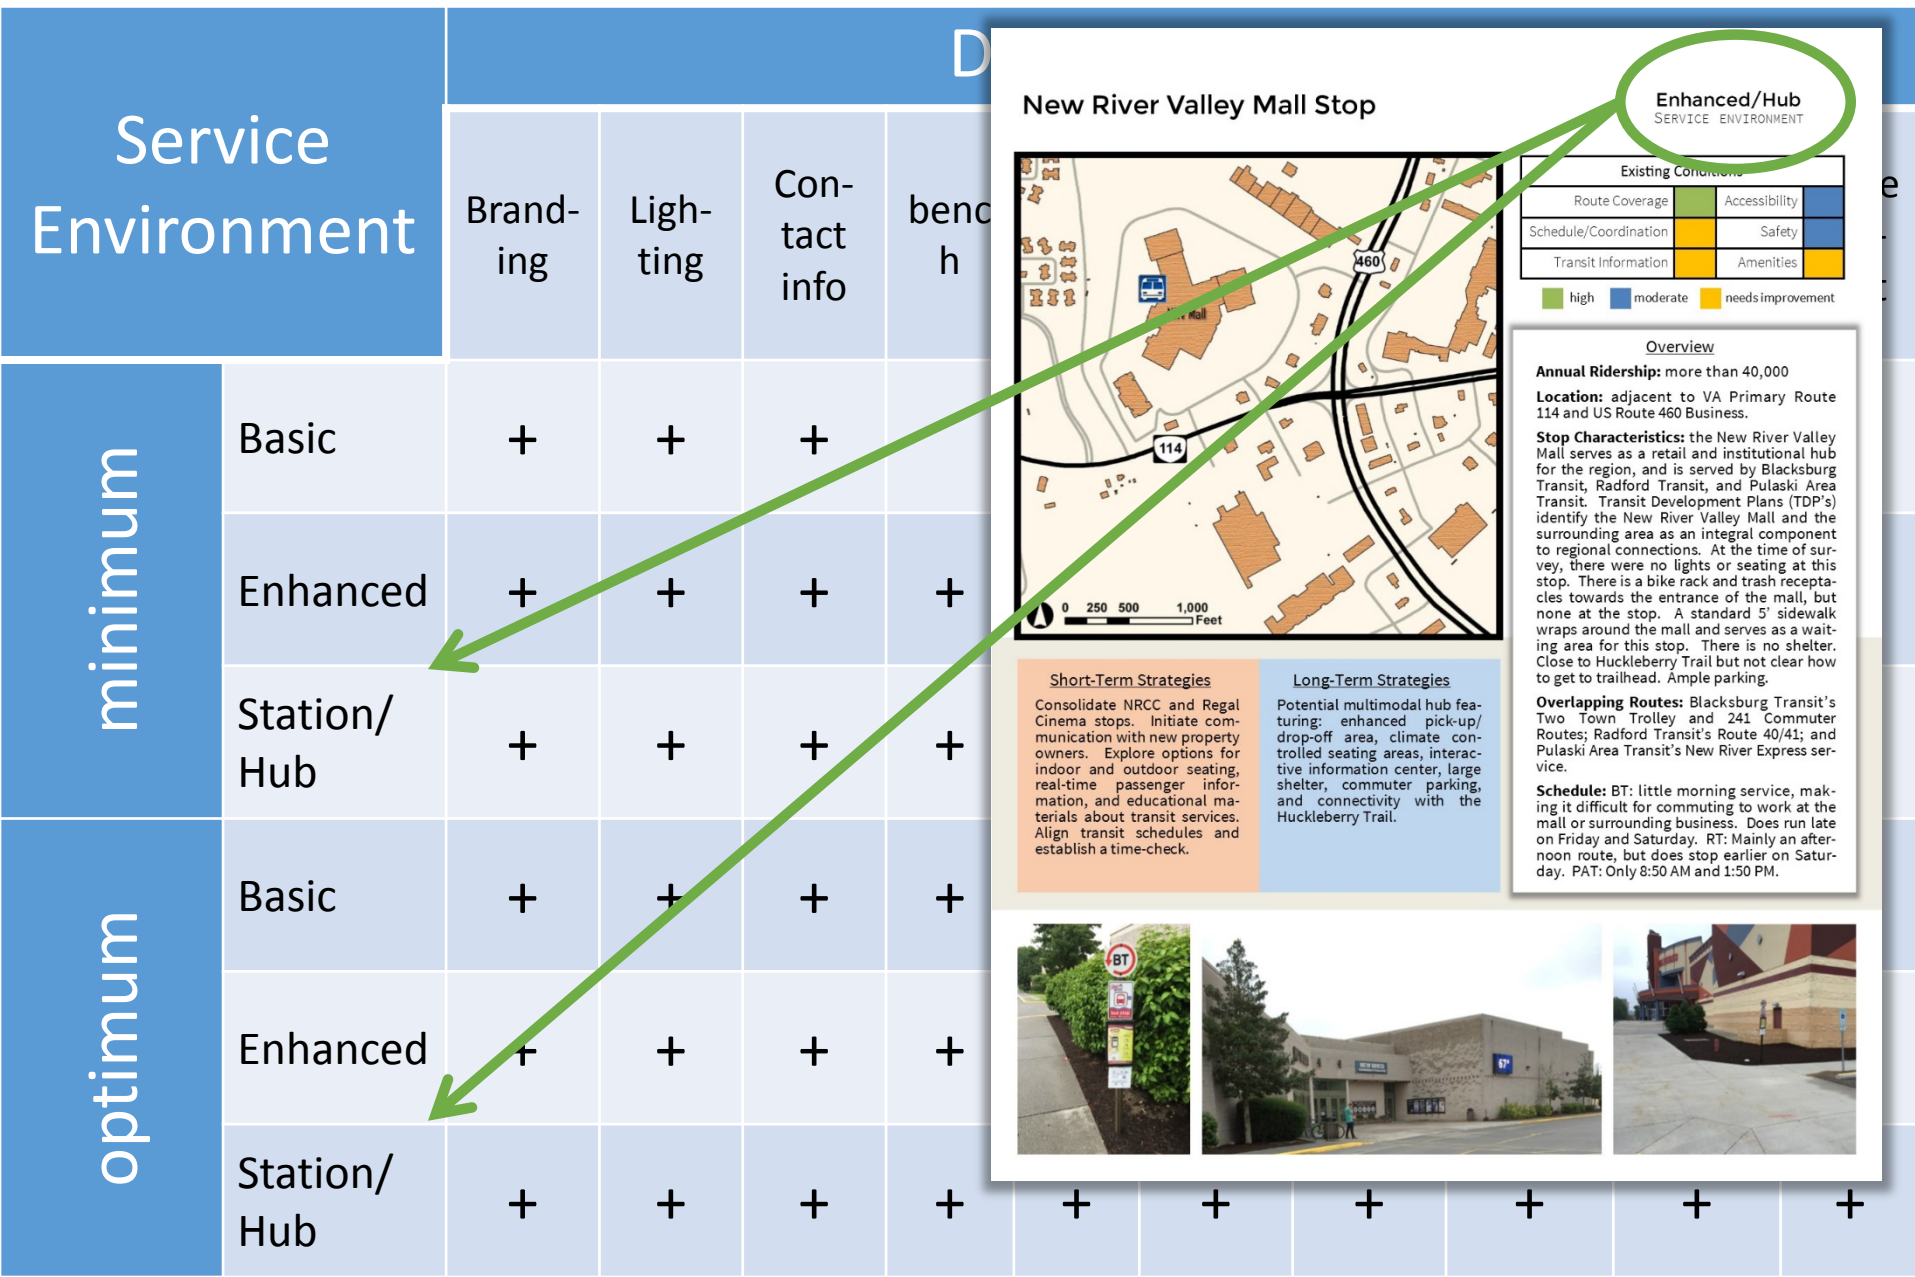 Service
Environment
D
Brand-
ing
Ligh-
ting
Con-
tact
info
benc
h
e
-
t
minimum
Basic
+ + +
Enhanced
+ + + +
Station/
Hub
+ + + +
optimum
Basic
+ + + +
Enhanced
+ + + +
Station/
Hub
+ + + + + + + + + +
New River Valley Mall Stop
Enhanced/Hub
SERVICE ENVIRONMENT
460
Mall
114
0 250 500 1,000
Feet
Existing Conditions
Route Coverage Accessibility
Schedule/Coordination Safety
Transit Information Amenities
high moderate needs improvement
Overview
Annual Ridership: more than 40,000
Location: adjacent to VA Primary Route
114 and US Route 460 Business.
Stop Characteristics: the New River Valley
Mall serves as a retail and institutional hub
for the region, and is served by Blacksburg
Transit, Radford Transit, and Pulaski Area
Transit. Transit Development Plans (TDP's)
identify the New River Valley Mall and the
surrounding area as an integral component
to regional connections. At the time of sur-
vey, there were no lights or seating at this
stop. There is a bike rack and trash recepta-
cles towards the entrance of the mall, but
none at the stop. A standard 5' sidewalk
wraps around the mall and serves as a wait-
ing area for this stop. There is no shelter.
Close to Huckleberry Trail but not clear how
to get to trailhead. Ample parking.
Overlapping Routes: Blacksburg Transit's
Two Town Trolley and 241 Commuter
Routes; Radford Transit's Route 40/41; and
Pulaski Area Transit's New River Express ser-
vice.
Schedule: BT: little morning service, mak-
ing it difficult for commuting to work at the
mall or surrounding business. Does run late
on Friday and Saturday. RT: Mainly an after-
noon route, but does stop earlier on Satur-
day. PAT: Only 8:50 AM and 1:50 PM.
Short-Term Strategies
Consolidate NRCC and Regal
Cinema stops. Initiate com-
munication with new property
owners. Explore options for
indoor and outdoor seating,
real-time passenger infor-
mation, and educational ma-
terials about transit services.
Align transit schedules and
establish a time-check.
Long-Term Strategies
Potential multimodal hub fea-
turing: enhanced pick-up/
drop-off area, climate con-
trolled seating areas, interac-
tive information center, large
shelter, commuter parking,
and connectivity with the
Huckleberry Trail.
BT
67°